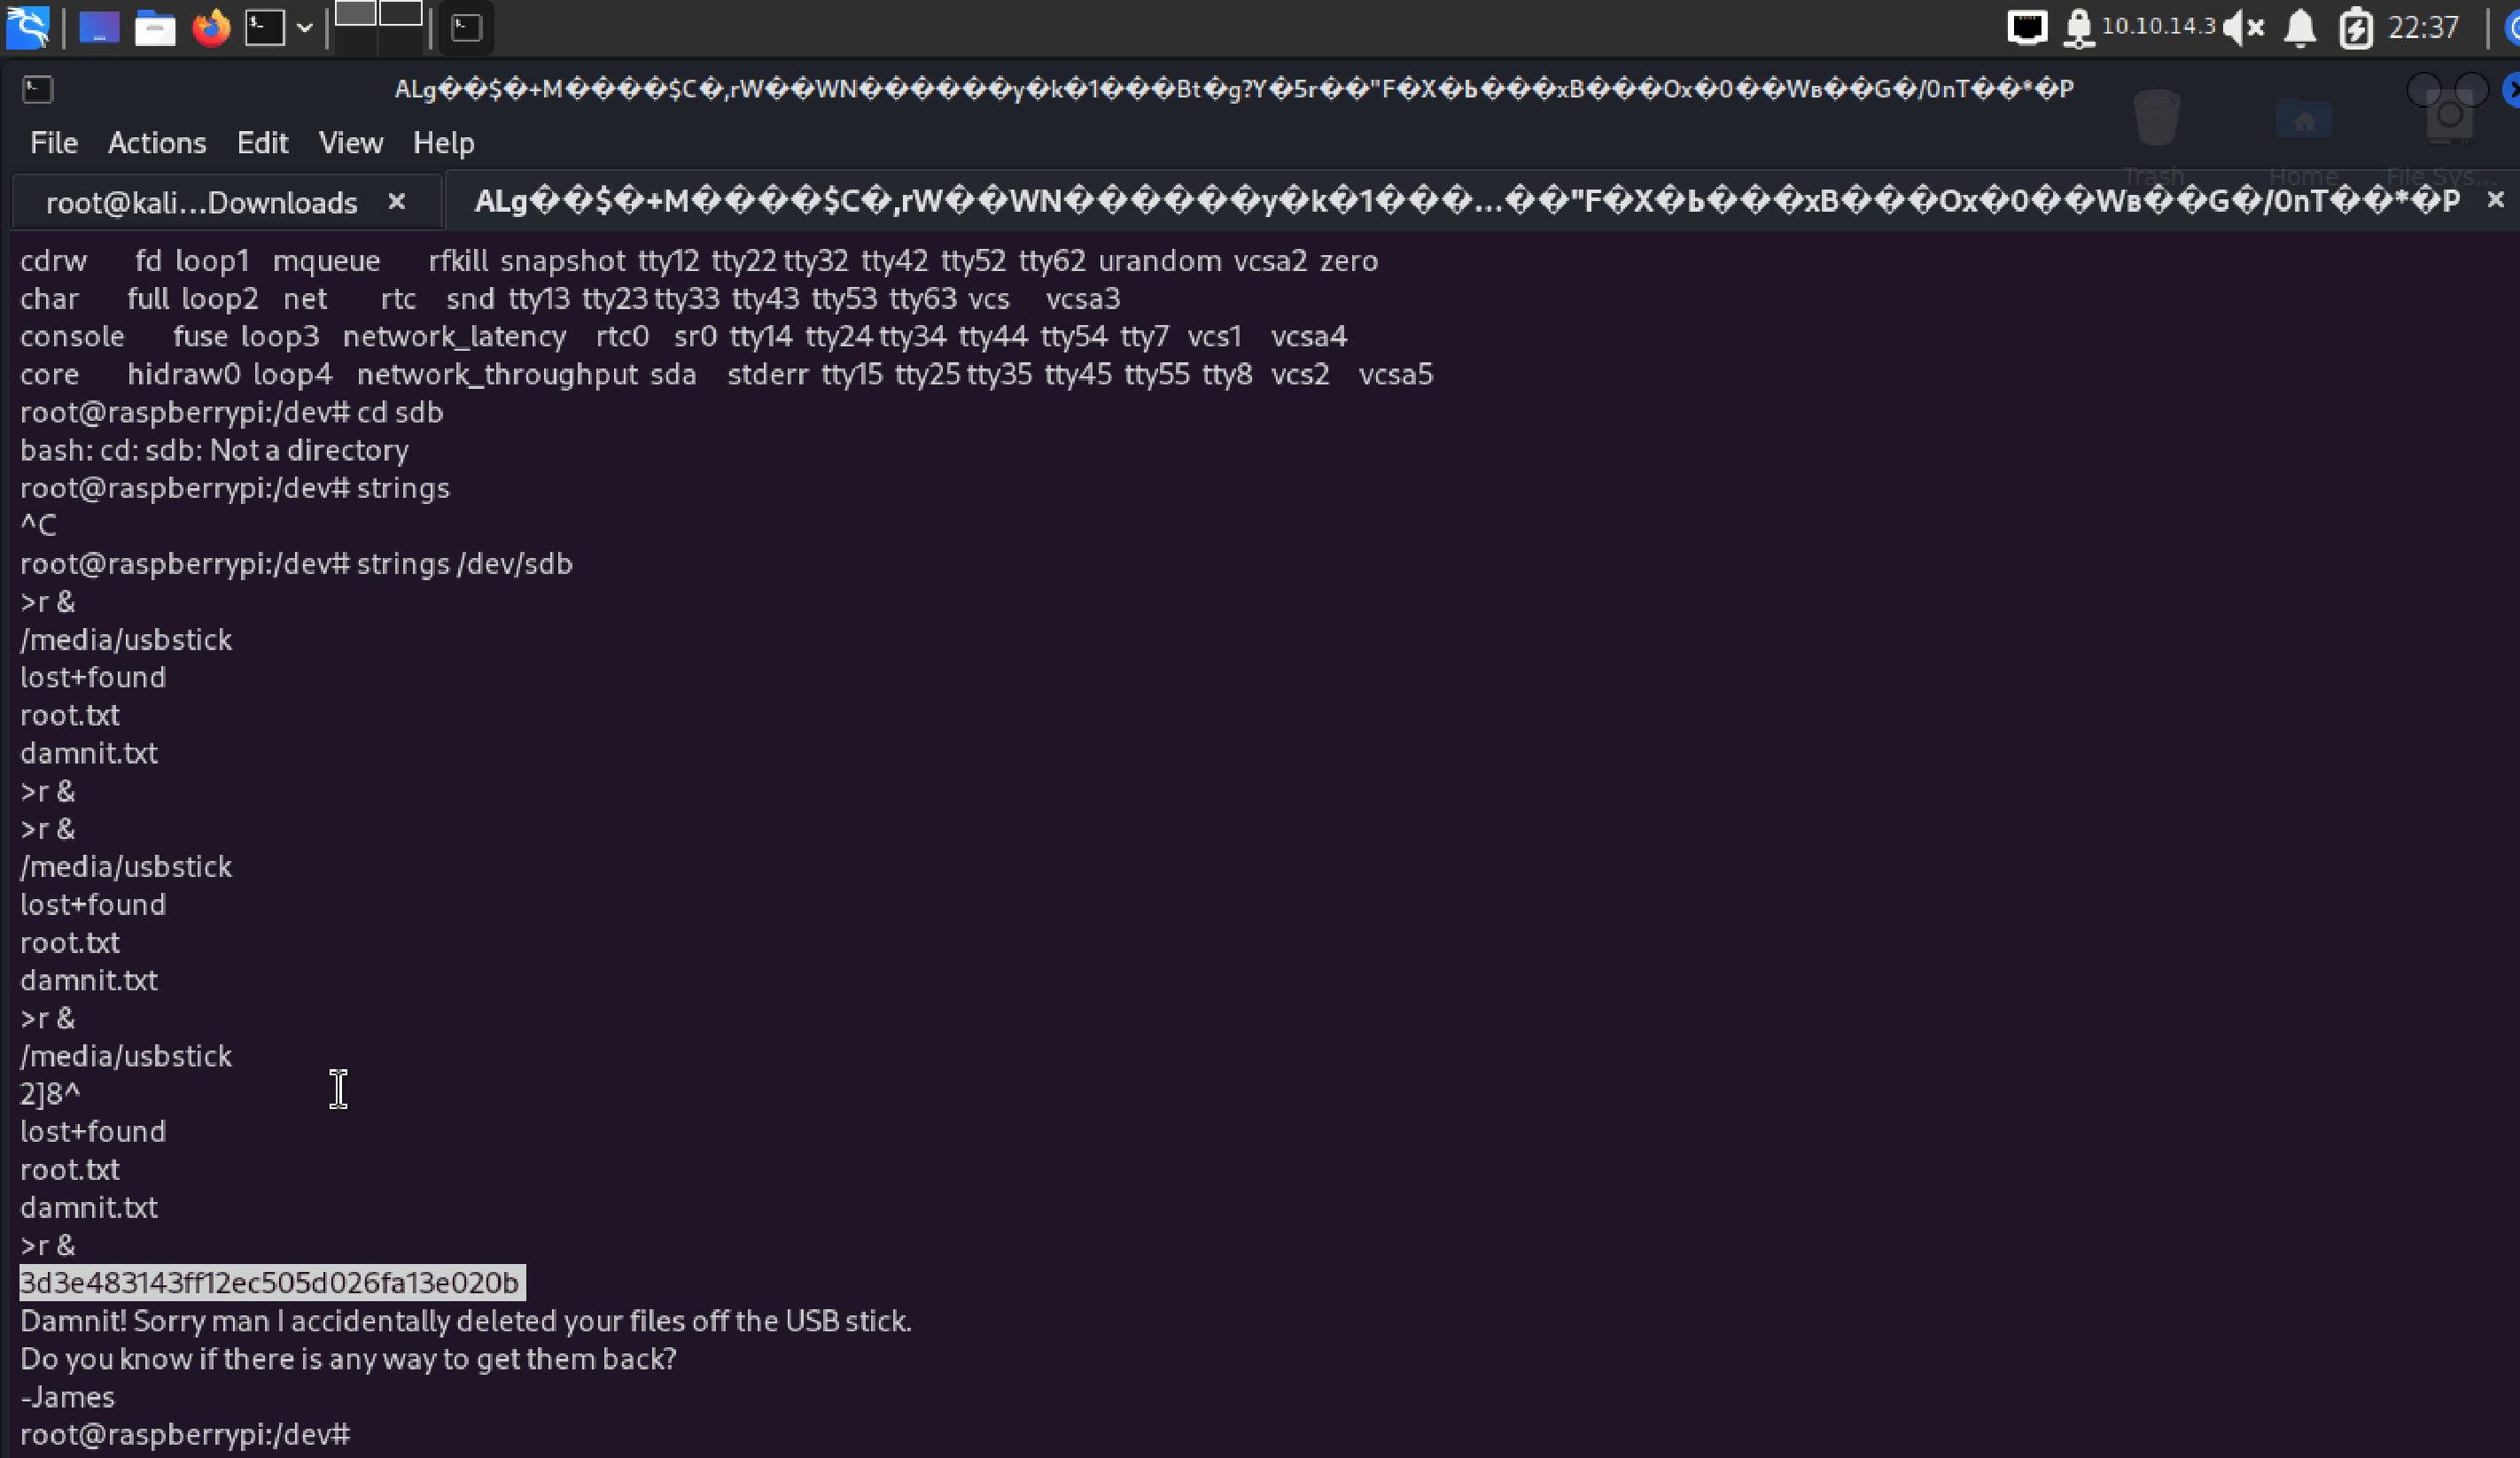 10.10.14.3 22:37
ALg��$�+M����$C�,rW��WN������y�k�1���Bt�g?Y�5r��"F�X�b���xB���Ox�0��Wв��G�/0nT��*�P
File Actions Edit View Help
Trash Home File Sys...
root@kali...Downloads × ALg��$�+M����$C�,rW��WN������y�k�1���...��"F�X�b���xB���Ox�0��Wв��G�/0nT��*�P ×
cdrw fd loop1 mqueue rfkill snapshot tty12 tty22 tty32 tty42 tty52 tty62 urandom vcsa2 zero
char full loop2 net rtc snd tty13 tty23 tty33 tty43 tty53 tty63 vcs vcsa3
console fuse loop3 network_latency rtc0 sr0 tty14 tty24 tty34 tty44 tty54 tty7 vcs1 vcsa4
core hidraw0 loop4 network_throughput sda stderr tty15 tty25 tty35 tty45 tty55 tty8 vcs2 vcsa5
root@raspberrypi:/dev# cd sdb
bash: cd: sdb: Not a directory
root@raspberrypi:/dev# strings
^C
root@raspberrypi:/dev# strings /dev/sdb
>r &
/media/usbstick
lost+found
root.txt
damnit.txt
>r &
>r &
/media/usbstick
lost+found
root.txt
damnit.txt
>r &
/media/usbstick
2]8^
lost+found
root.txt
damnit.txt
>r &
3d3e483143ff12ec505d026fa13e020b
Damnit! Sorry man I accidentally deleted your files off the USB stick.
Do you know if there is any way to get them back?
-James
root@raspberrypi:/dev#